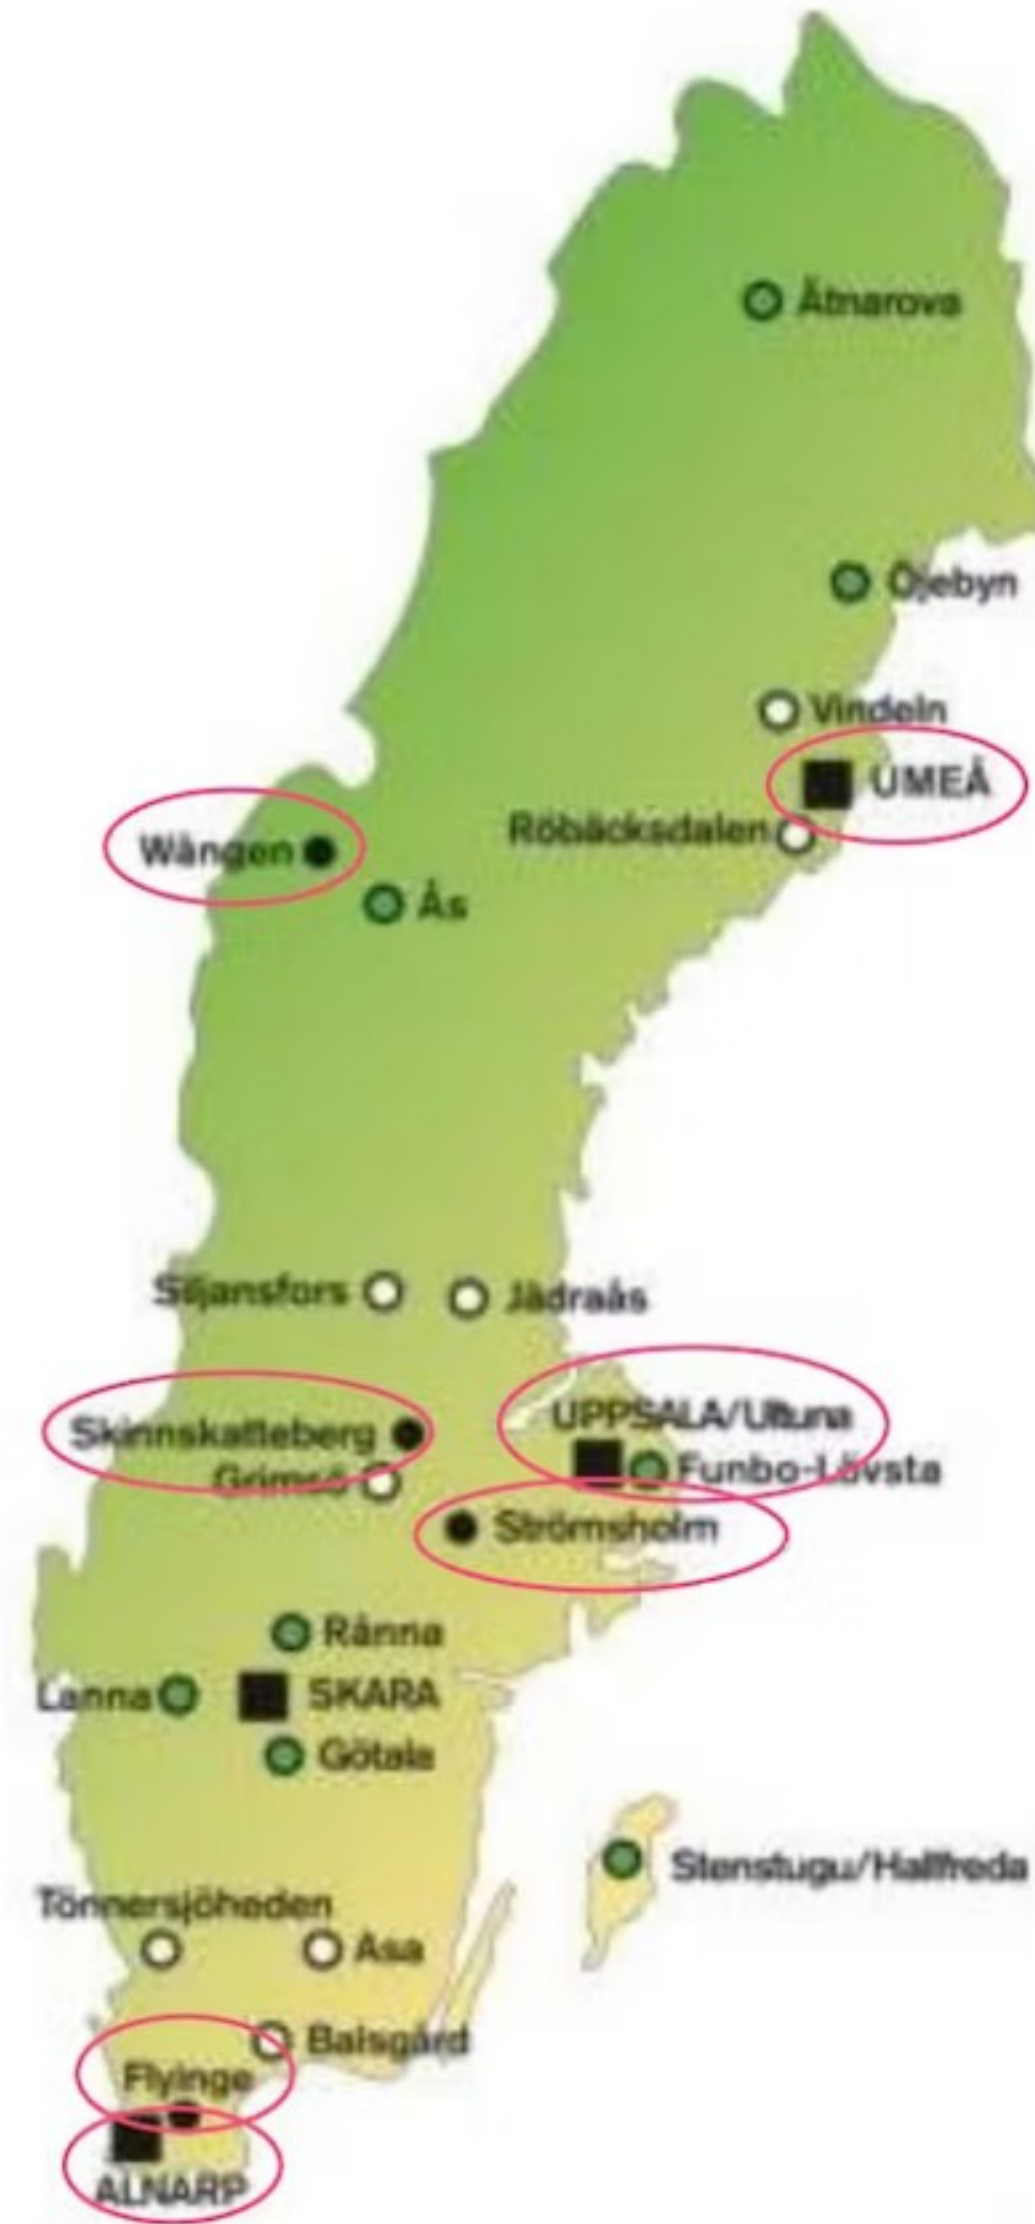 Ätnarova
Öjebyn
Vindeln
UMEÅ
Röbäcksdalen
Wången
Ås
Siljansfors
Jädraås
UPPSALA/Ultuna
Skinnskatteberg
Funbo-Lövsta
Grimsö
Strömsholm
Rånna
Lanna
SKARA
Götala
Stenstugu/Hallfreda
Tönnersjöheden
Asa
Balsgård
Flyinge
ALNARP